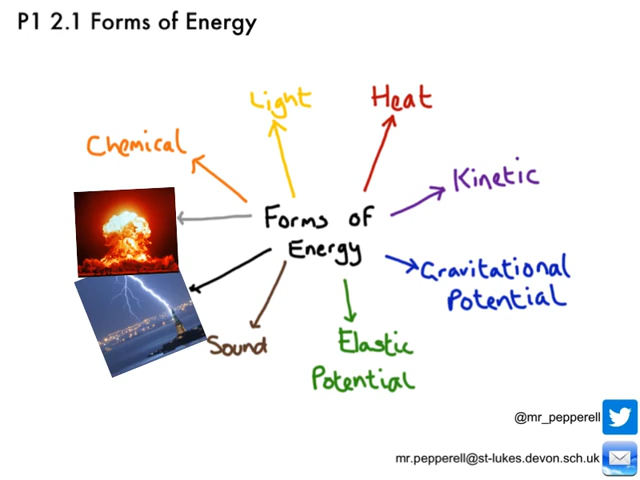 P1 2.1 Forms of Energy
Light
Heat
Chemical
Kinetic
Forms of
Energy
Gravitational
Potential
Sound
Elastic
Potential
@mr_pepperell
mr.pepperell@st-lukes.devon.sch.uk